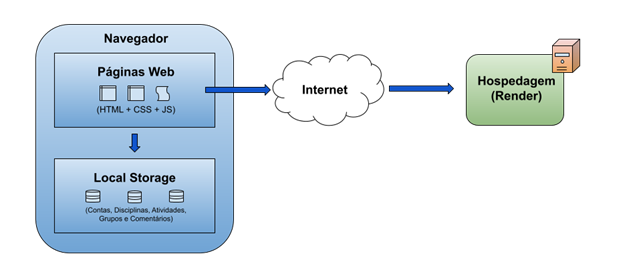 Navegador
Páginas Web
(HTML + CSS + JS)
Local Storage
(Contas, Disciplinas, Atividades,
Grupos e Comentários)
Internet
Hospedagem
(Render)